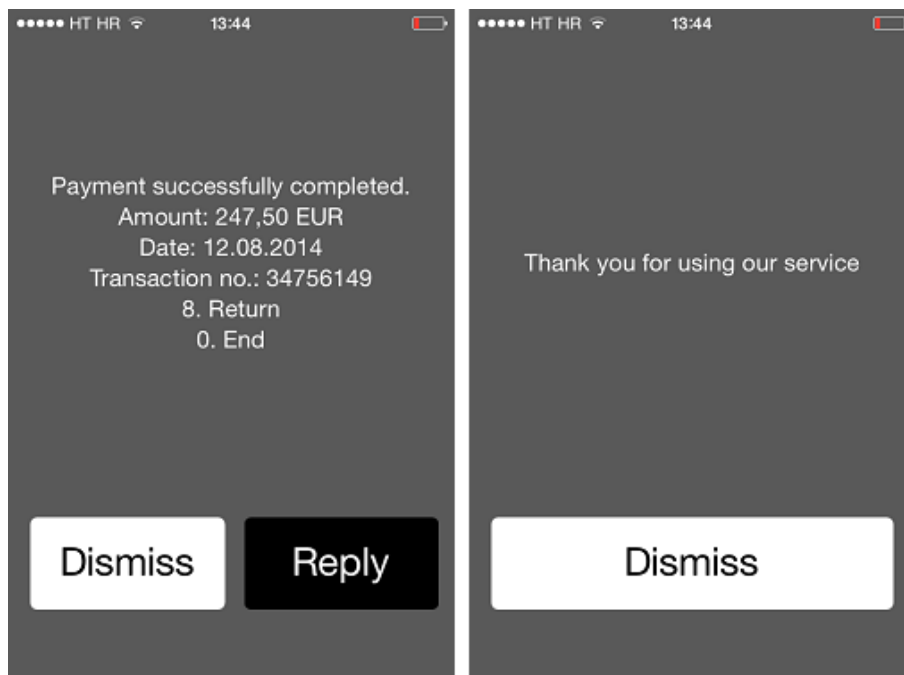 HT HR 13:44
Payment successfully completed.
Amount: 247,50 EUR
Date: 12.08.2014
Transaction no.: 34756149
8. Return
0. End
Dismiss Reply
HT HR 13:44
Thank you for using our service
Dismiss